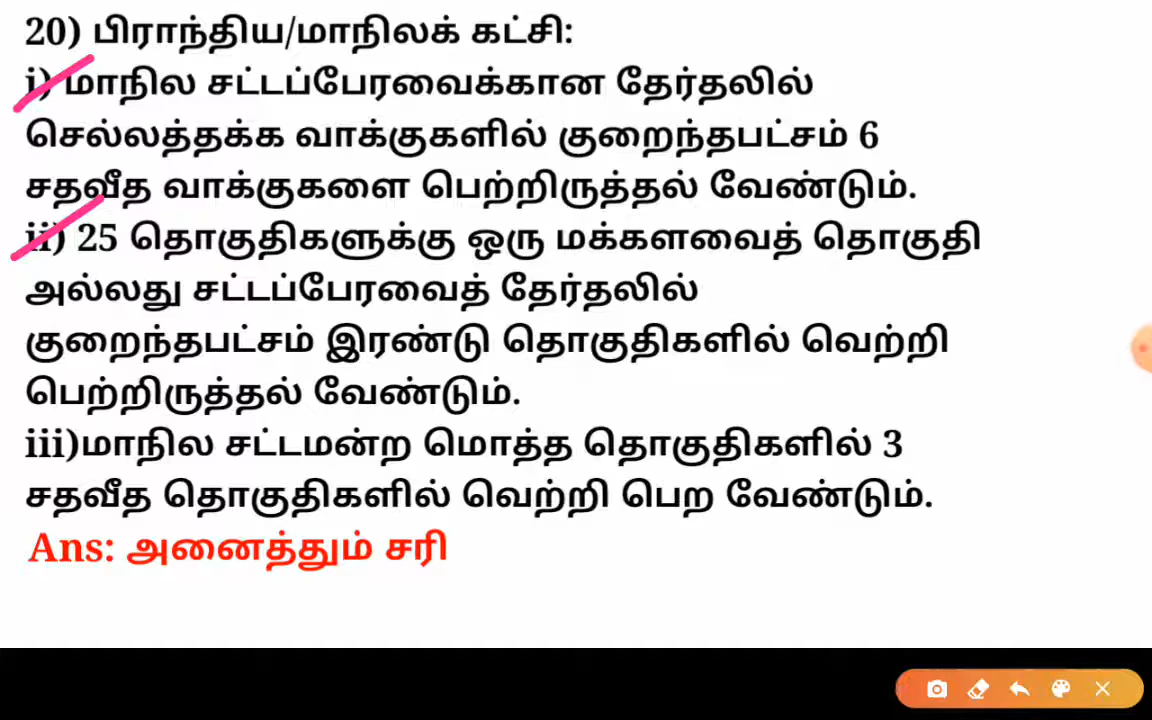 20) பிராந்திய/மாநிலக் கட்சி:
i) மாநில சட்டப்பேரவைக்கான தேர்தலில்
செல்லத்தக்க வாக்குகளில் குறைந்தபட்சம் 6
சதவீத வாக்குகளை பெற்றிருத்தல் வேண்டும்.
ii) 25 தொகுதிகளுக்கு ஒரு மக்களவைத் தொகுதி
அல்லது சட்டப்பேரவைத் தேர்தலில்
குறைந்தபட்சம் இரண்டு தொகுதிகளில் வெற்றி
பெற்றிருத்தல் வேண்டும்.
iii)மாநில சட்டமன்ற மொத்த தொகுதிகளில் 3
சதவீத தொகுதிகளில் வெற்றி பெற வேண்டும்.
Ans: அனைத்தும் சரி